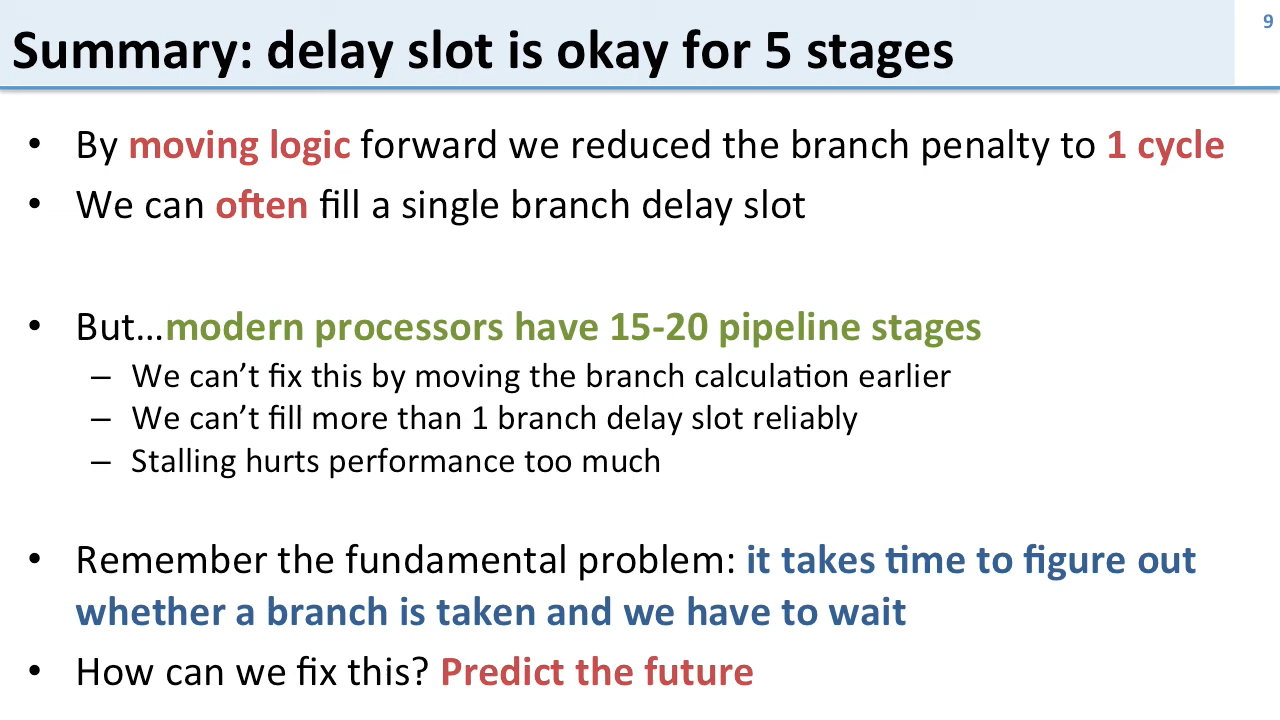 Summary: delay slot is okay for 5 stages
9
• By moving logic forward we reduced the branch penalty to 1 cycle
• We can often fill a single branch delay slot
• But...modern processors have 15-20 pipeline stages
– We can’t fix this by moving the branch calculation earlier
– We can’t fill more than 1 branch delay slot reliably
– Stalling hurts performance too much
• Remember the fundamental problem: it takes time to figure out
whether a branch is taken and we have to wait
• How can we fix this? Predict the future